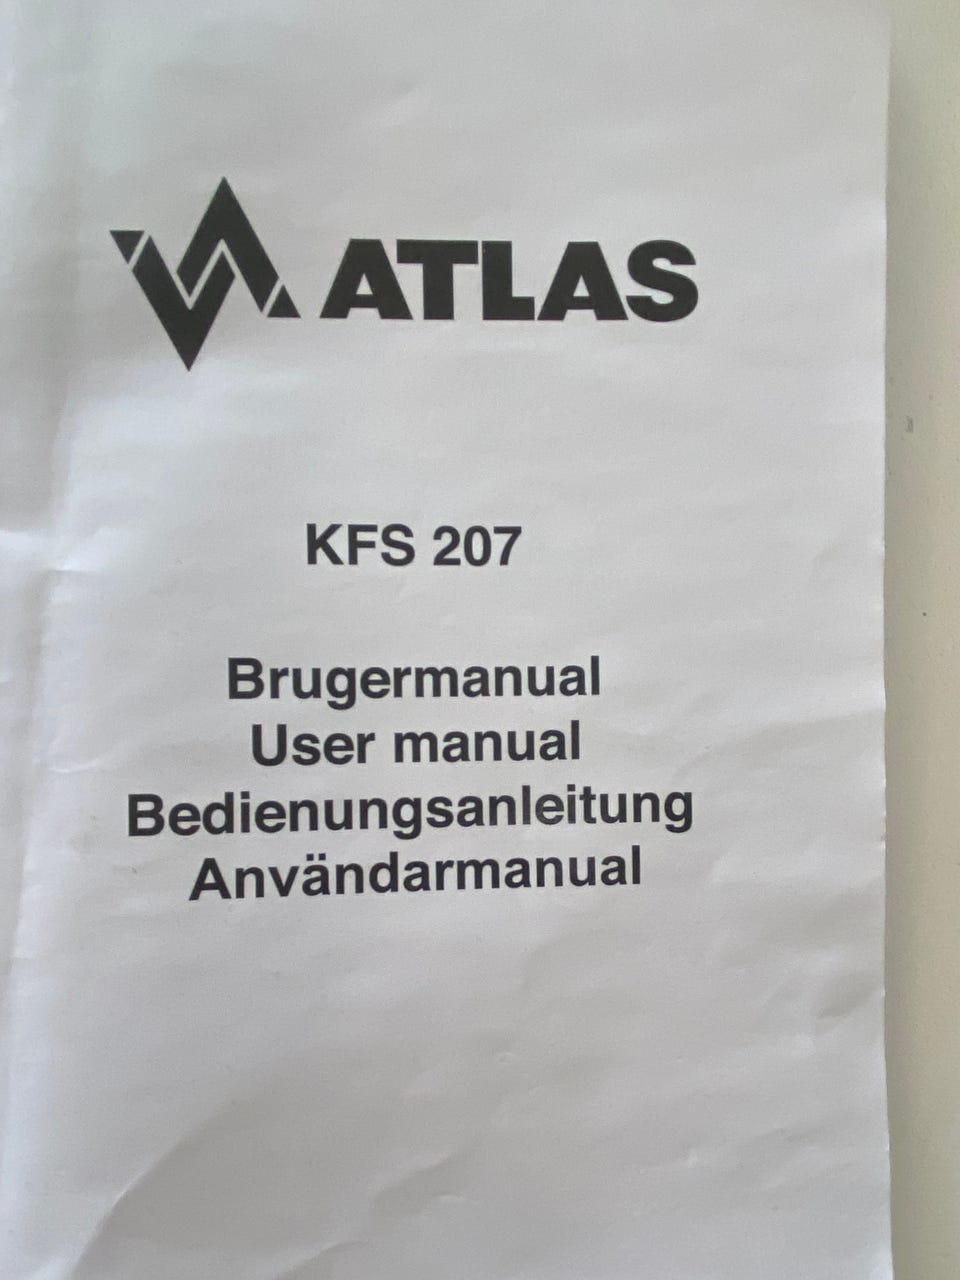 ATLAS
KFS 207
Brugermanual
User manual
Bedienungsanleitung
Användarmanual